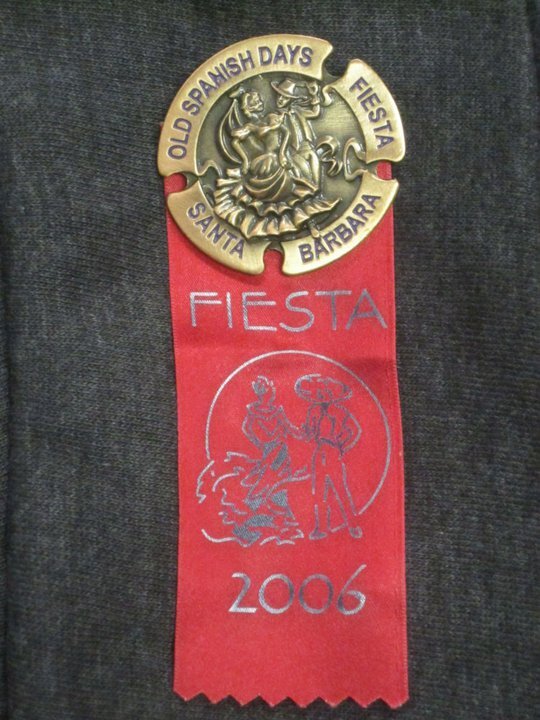 OLD SPANISH DAYS
FIESTA
SANTA
BARBARA
FIESTA
2006